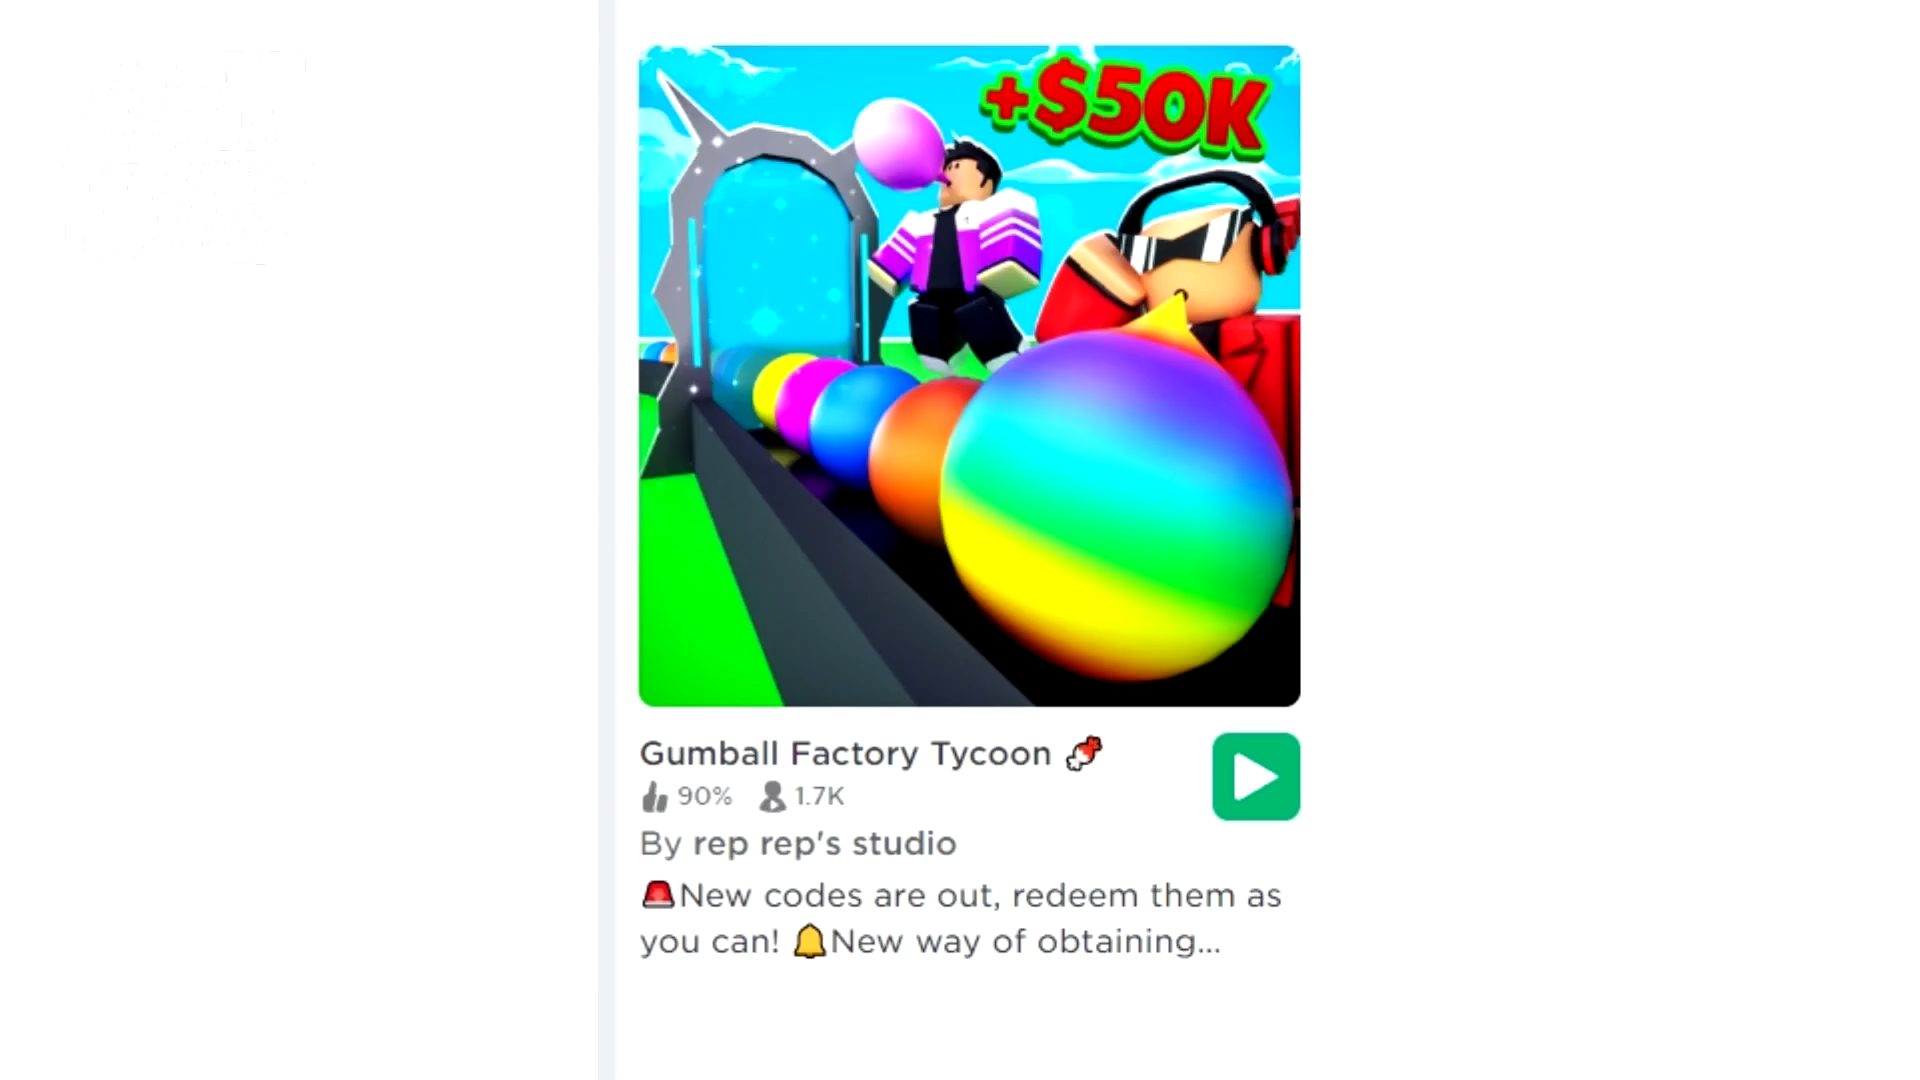 +$50K
Gumball Factory Tycoon
90% 1.7K
By rep rep's studio
🚨New codes are out, redeem them as
you can! 🔔New way of obtaining...